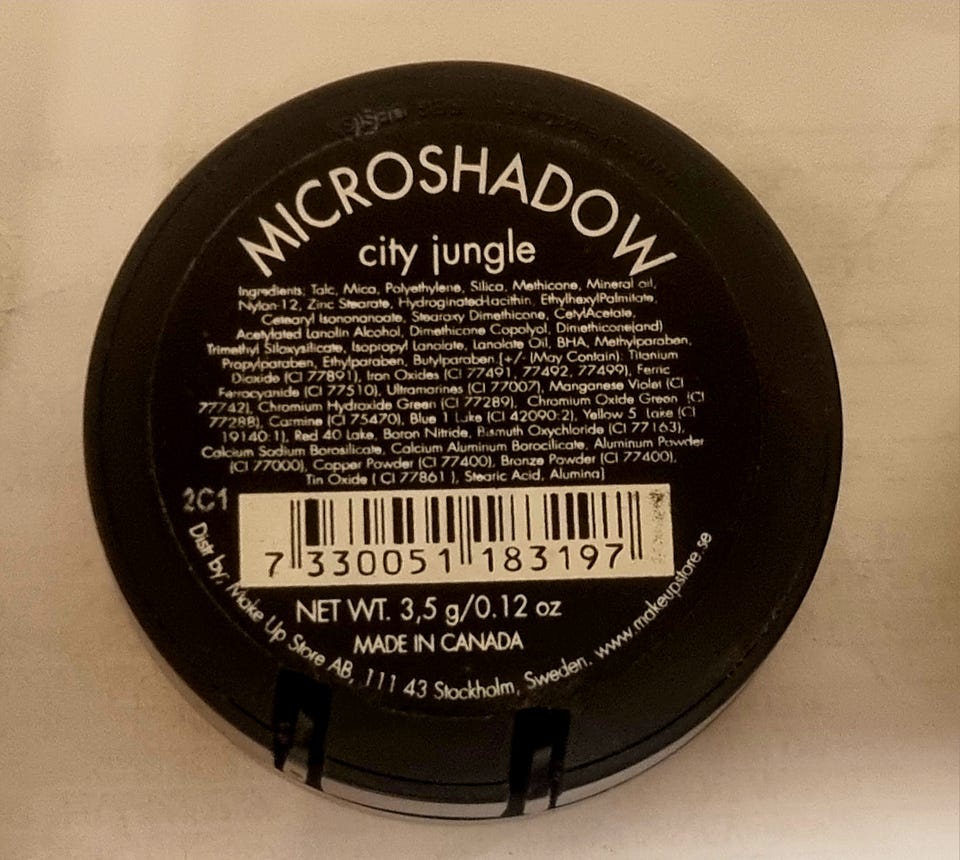 MICROSHADOW
city jungle
Ingredients: Talc, Mica, Polyethylene, Silica, Methicone, Mineral oil,
Nylon-12, Zinc Stearate, Hydroginated-lacithin, EthylhexylPalmitate,
Cetearyl Isononanoate, Stearoxy Dimethicone, CetylAcetate,
Acetylated Lanolin Alcohol, Dimethicone Copolyol, Dimethicone(and)
Trimethyl Siloxysilicate, Isopropyl Lanolate, Lanolate Oil, BHA, Methylparaben,
Propylparaben, Ethylparaben, Butylparaben.[+/- (May Contain): Titanium
Dioxide (CI 77891), Iron Oxides (CI 77491, 77492, 77499), Ferric
Ferrocyanide (CI 77510), Ultramarines (CI 77007), Manganese Violet (CI
77742), Chromium Hydroxide Green (CI 77289), Chromium Oxide Green (CI
77288), Carmine (CI 75470), Blue 1 Lake (CI 42090:2), Yellow 5 Lake (CI
19140:1), Red 40 Lake, Boron Nitride, Bismuth Oxychloride (CI 77163),
Calcium Sodium Borosilicate, Calcium Aluminum Borocilicate, Aluminum Powder
(CI 77000), Copper Powder (CI 77400), Bronze Powder (CI 77400),
Tin Oxide ( CI 77861 ), Stearic Acid, Alumina]
2C1
7 330051 183197
NET WT. 3,5 g/0.12 oz
MADE IN CANADA
Distr by. Make Up Store AB, 111 43 Stockholm, Sweden. www.makeupstore.se